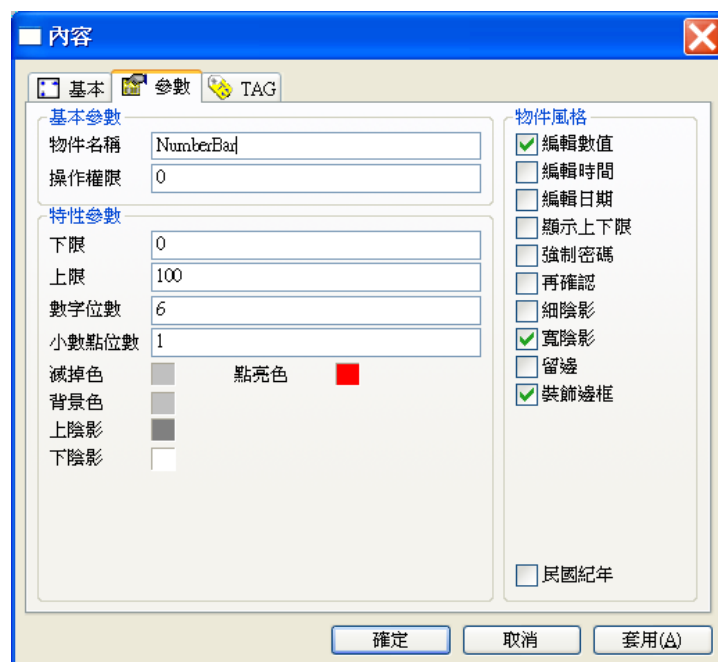 內容
基本 參數 TAG
基本參數
物件名稱 NumberBar
操作權限 0
特性參數
下限 0
上限 100
數字位數 6
小數點位數 1
滅掉色 點亮色
背景色
上陰影
下陰影
物件風格
編輯數值
編輯時間
編輯日期
顯示上下限
強制密碼
再確認
細陰影
寬陰影
留邊
裝飾邊框
民國紀年
確定 取消 套用(A)